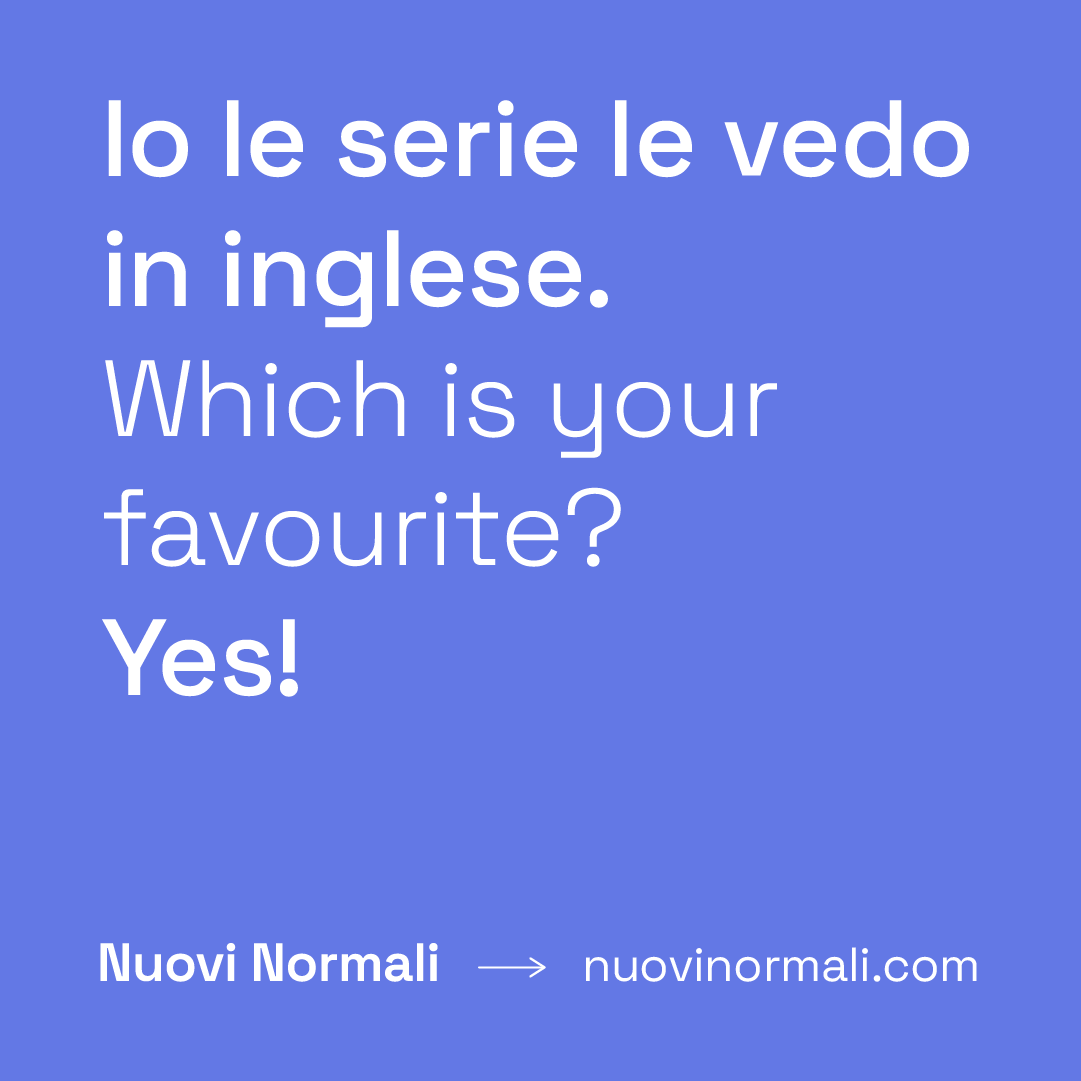 Io le serie le vedo
in inglese.
Which is your
favourite?
Yes!
Nuovi Normali → nuovinormali.com